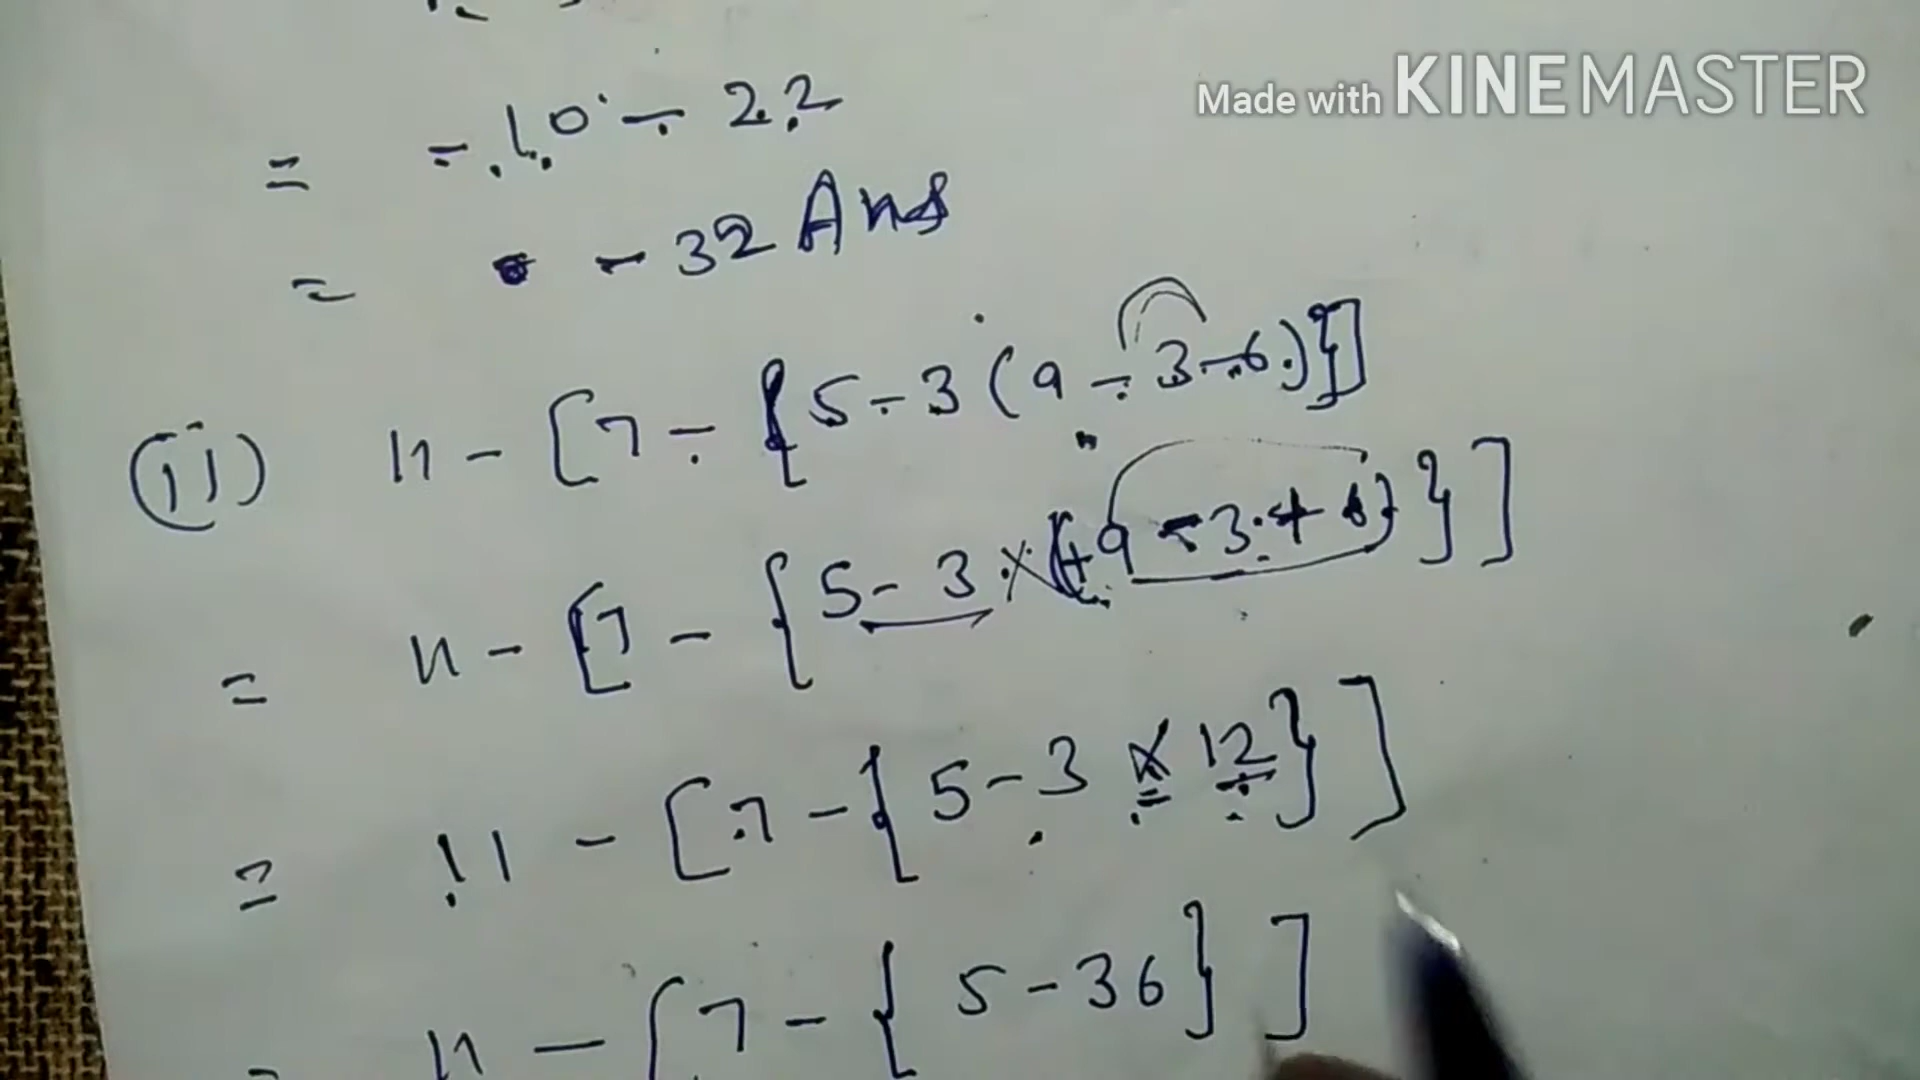 Made with KINEMASTER
= - 10 - 22
= - 32 Ans
(ii) 11 - [7 - {5 - 3 (9 - 3 - 6)}]
= 11 - [7 - {5 - 3 × (+9 - 3 + 6)}]
= 11 - [7 - {5 - 3 × 12}]
= 11 - [7 - {5 - 36}]